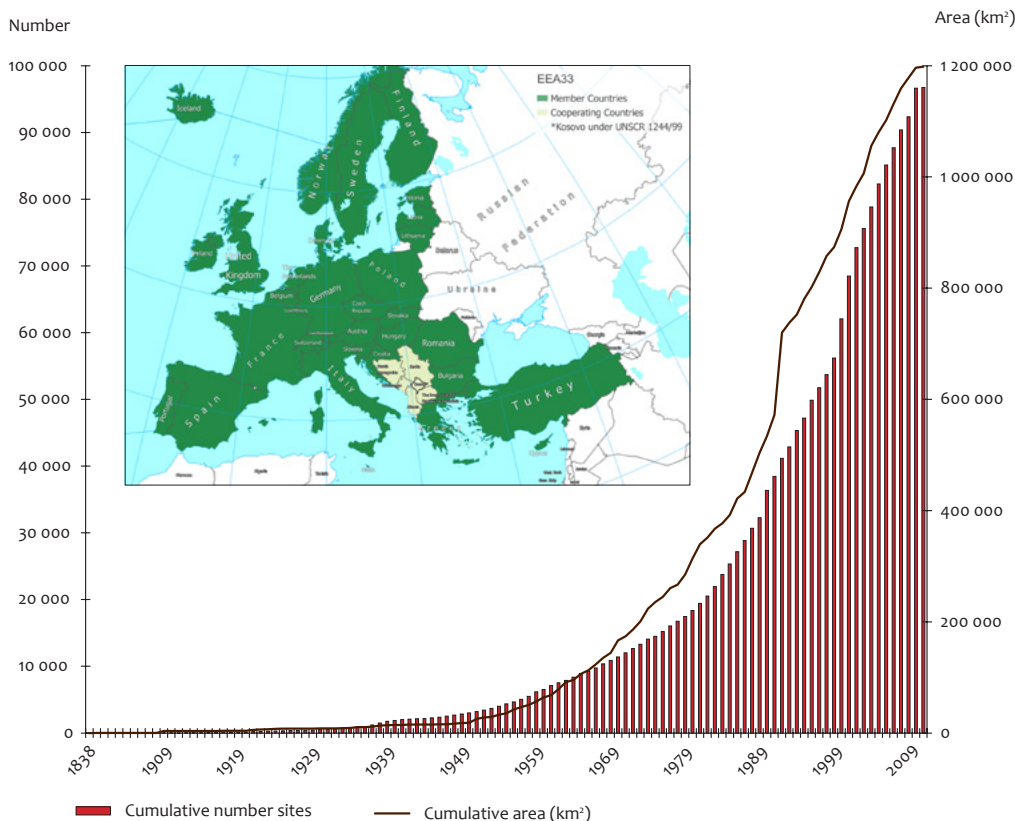 Number
Area (km²)
100 000
90 000
80 000
70 000
60 000
50 000
40 000
30 000
20 000
10 000
0
1 200 000
1 000 000
800 000
600 000
400 000
200 000
0
EEA33
Member Countries
Cooperating Countries
*Kosovo under UNSCR 1244/99
Iceland
Norway
Sweden
Finland
Russian
Federation
Lithuania
Belarus
United
Kingdom
Netherlands
Belgium
Germany
Poland
Ukraine
Czech
Republic
Slovakia
France
Switzerland
Austria
Hungary
Slovenia
Croatia
Romania
Italy
Bulgaria
Portugal
Spain
Turkey
Greece
Cyprus
Syria
Georgia
Algeria
1838
1909
1919
1929
1939
1949
1959
1969
1979
1989
1999
2009
Cumulative number sites
Cumulative area (km²)